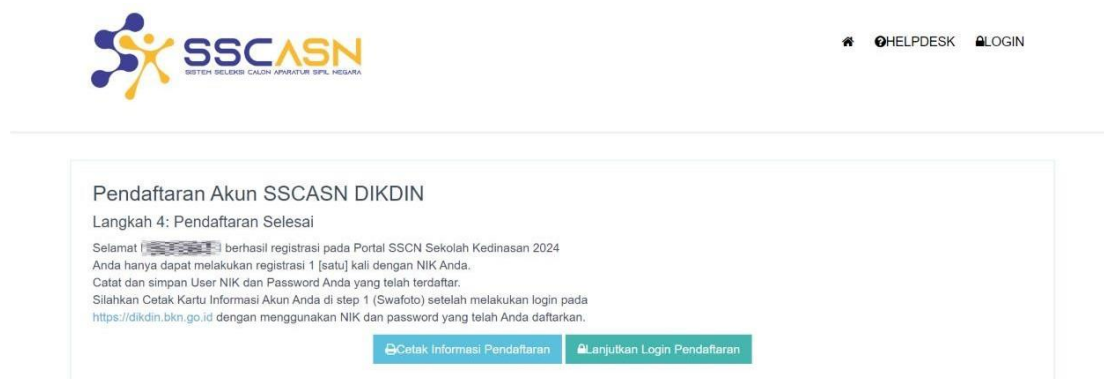 SSCASN
SISTEM SELEKSI CALON APARATUR SIPIL NEGARA
HELPDESK
LOGIN
Pendaftaran Akun SSCASN DIKDIN
Langkah 4: Pendaftaran Selesai
Selamat berhasil registrasi pada Portal SSCN Sekolah Kedinasan 2024
Anda hanya dapat melakukan registrasi 1 [satu] kali dengan NIK Anda.
Catat dan simpan User NIK dan Password Anda yang telah terdaftar.
Silahkan Cetak Kartu Informasi Akun Anda di step 1 (Swafoto) setelah melakukan login pada
https://dikdin.bkn.go.id dengan menggunakan NIK dan password yang telah Anda daftarkan.
Cetak Informasi Pendaftaran
Lanjutkan Login Pendaftaran